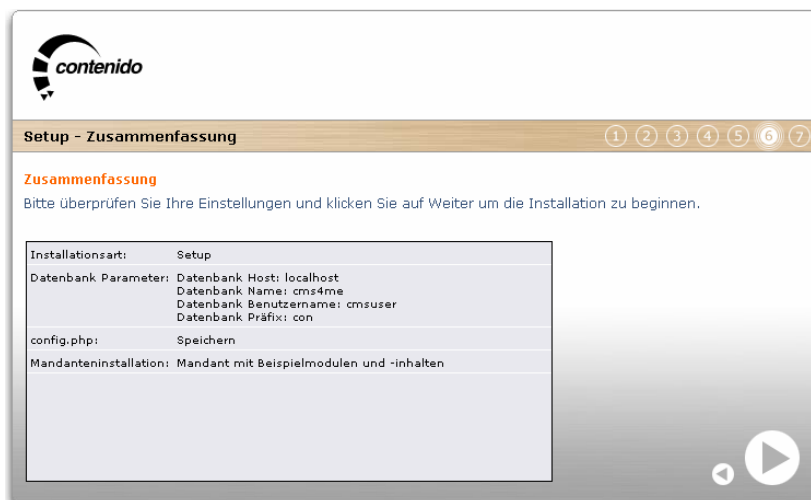 contenido
Setup - Zusammenfassung
1 2 3 4 5 6 7
Zusammenfassung
Bitte überprüfen Sie Ihre Einstellungen und klicken Sie auf Weiter um die Installation zu beginnen.
Installationsart: Setup
Datenbank Parameter: Datenbank Host: localhost
Datenbank Name: cms4me
Datenbank Benutzername: cmsuser
Datenbank Präfix: con
config.php: Speichern
Mandanteninstallation: Mandant mit Beispielmodulen und -inhalten